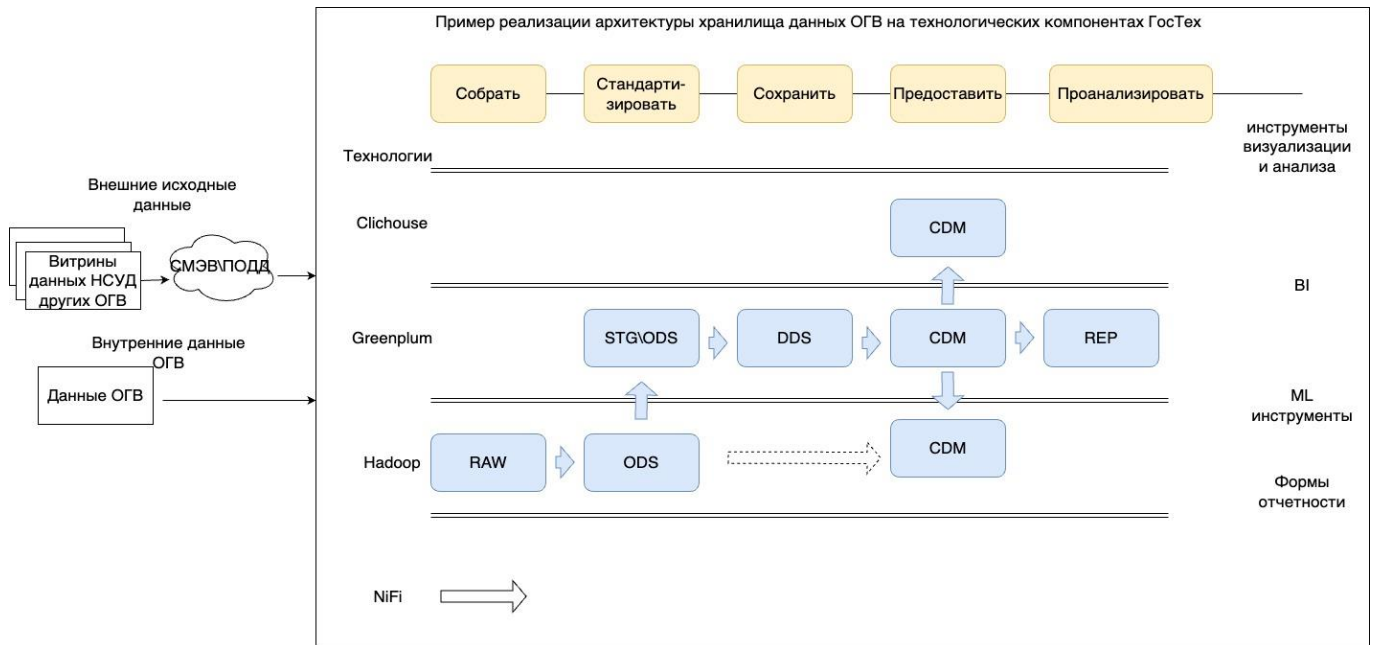 Пример реализации архитектуры хранилища данных ОГВ на технологических компонентах ГосТех
Собрать
Стандарти-
зировать
Сохранить
Предоставить
Проанализировать
инструменты
визуализации
и анализа
Технологии
Внешние исходные
данные
Clichouse
CDM
Витрины
данных НСУД
других ОГВ
СМЭВ\ПОДД
BI
Greenplum
STG\ODS
DDS
CDM
REP
Внутренние данные
ОГВ
Данные ОГВ
ML
инструменты
Hadoop
RAW
ODS
CDM
Формы
отчетности
NiFi